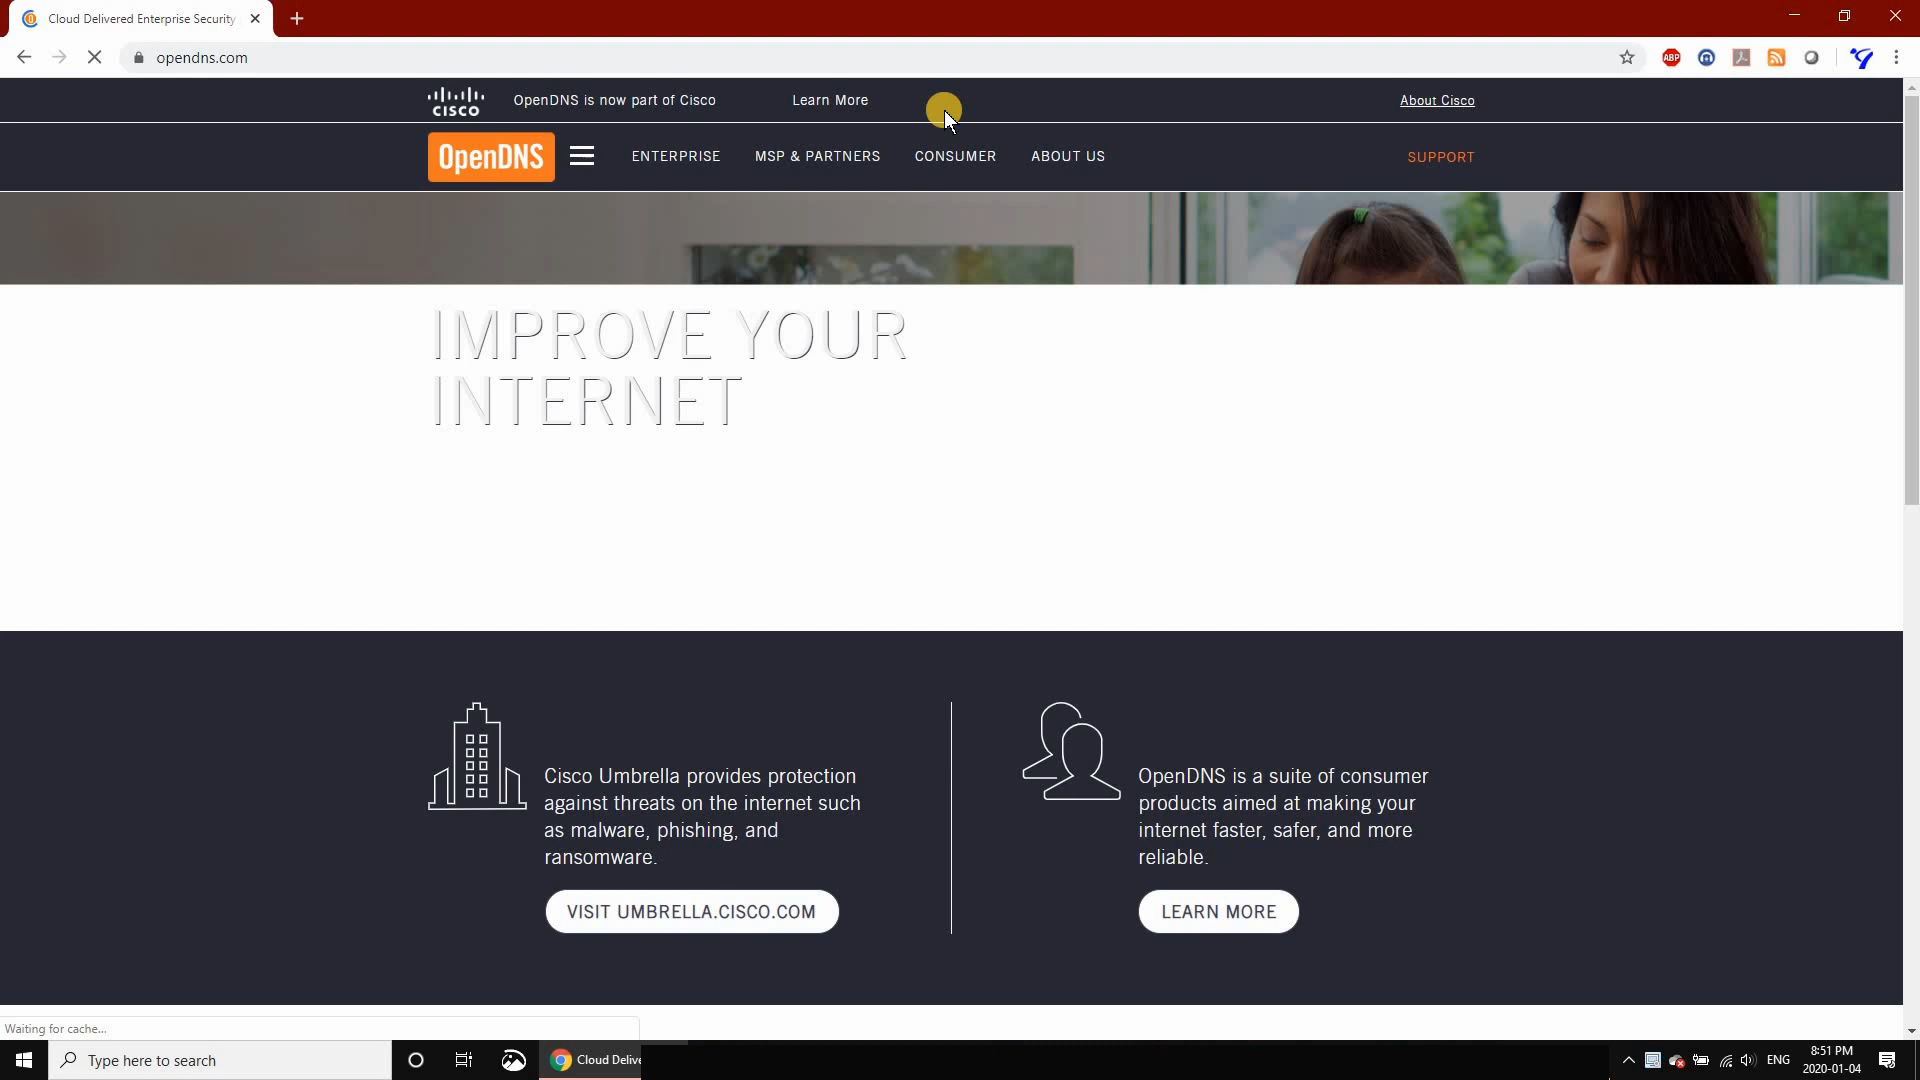 Cloud Delivered Enterprise Security
opendns.com
ABP
CISCO
OpenDNS is now part of Cisco
Learn More
About Cisco
OpenDNS
ENTERPRISE
MSP & PARTNERS
CONSUMER
ABOUT US
SUPPORT
IMPROVE YOUR
INTERNET
Cisco Umbrella provides protection
against threats on the internet such
as malware, phishing, and
ransomware.
VISIT UMBRELLA.CISCO.COM
OpenDNS is a suite of consumer
products aimed at making your
internet faster, safer, and more
reliable.
LEARN MORE
Waiting for cache...
Type here to search
Cloud Delive
ENG
8:51 PM
2020-01-04